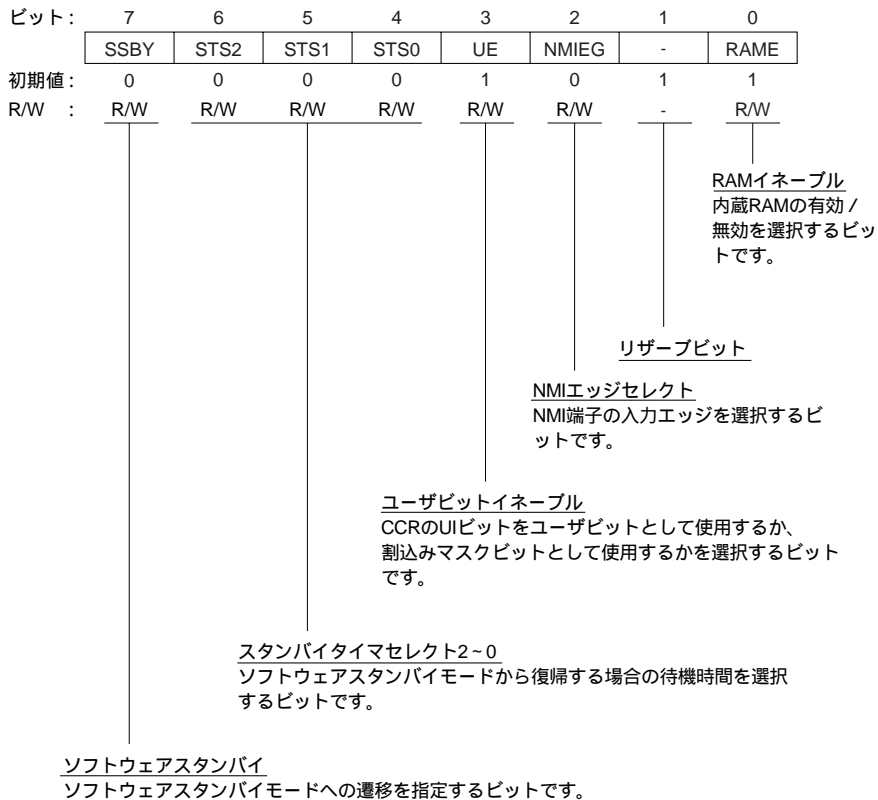 ビット： 7 6 5 4 3 2 1 0
SSBY STS2 STS1 STS0 UE NMIEG - RAME
初期値： 0 0 0 0 1 0 1 1
R/W ： R/W R/W R/W R/W R/W R/W - R/W
RAMイネーブル
内蔵RAMの有効／
無効を選択するビッ
トです。
リザーブビット
NMIエッジセレクト
NMI端子の入力エッジを選択するビ
ットです。
ユーザビットイネーブル
CCRのUIビットをユーザビットとして使用するか、
割込みマスクビットとして使用するかを選択するビット
です。
スタンバイタイマセレクト2～0
ソフトウェアスタンバイモードから復帰する場合の待機時間を選択
するビットです。
ソフトウェアスタンバイ
ソフトウェアスタンバイモードへの遷移を指定するビットです。